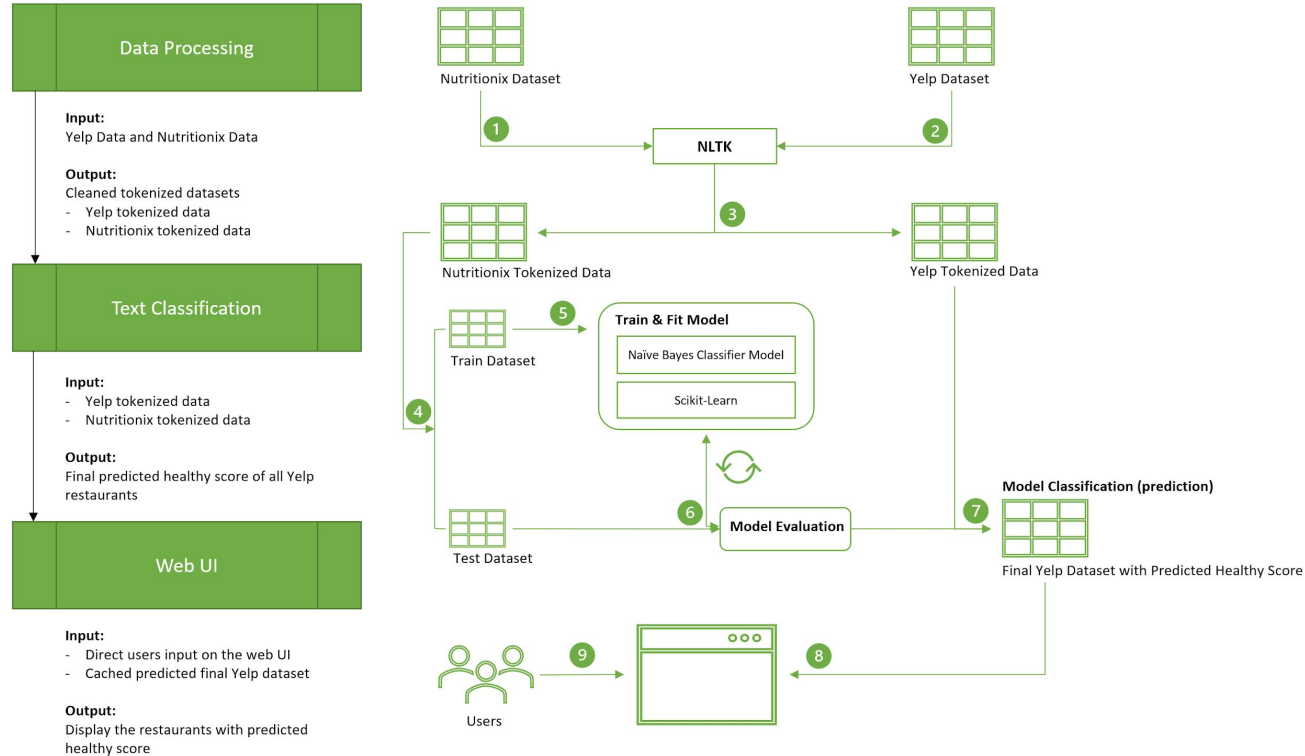 Data Processing
Input:
Yelp Data and Nutritionix Data
Output:
Cleaned tokenized datasets
- Yelp tokenized data
- Nutritionix tokenized data
Text Classification
Input:
- Yelp tokenized data
- Nutritionix tokenized data
Output:
Final predicted healthy score of all Yelp
restaurants
Web UI
Input:
- Direct users input on the web UI
- Cached predicted final Yelp dataset
Output:
Display the restaurants with predicted
healthy score
Nutritionix Dataset
Yelp Dataset
1
2
NLTK
3
Nutritionix Tokenized Data
Yelp Tokenized Data
4
Train Dataset
5
Train & Fit Model
Naïve Bayes Classifier Model
Scikit-Learn
Test Dataset
6
Model Evaluation
7
Model Classification (prediction)
Final Yelp Dataset with Predicted Healthy Score
8
9
Users